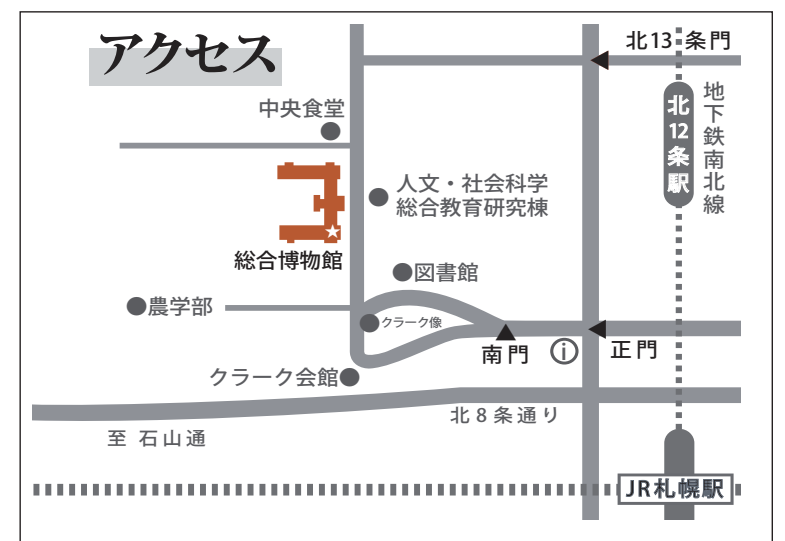 アクセス
北13条門
中央食堂
地下鉄南北線
北12条駅
人文・社会科学
総合教育研究棟
総合博物館
図書館
農学部
クラーク像
南門
i
正門
クラーク会館
北8条通り
至 石山通
JR札幌駅